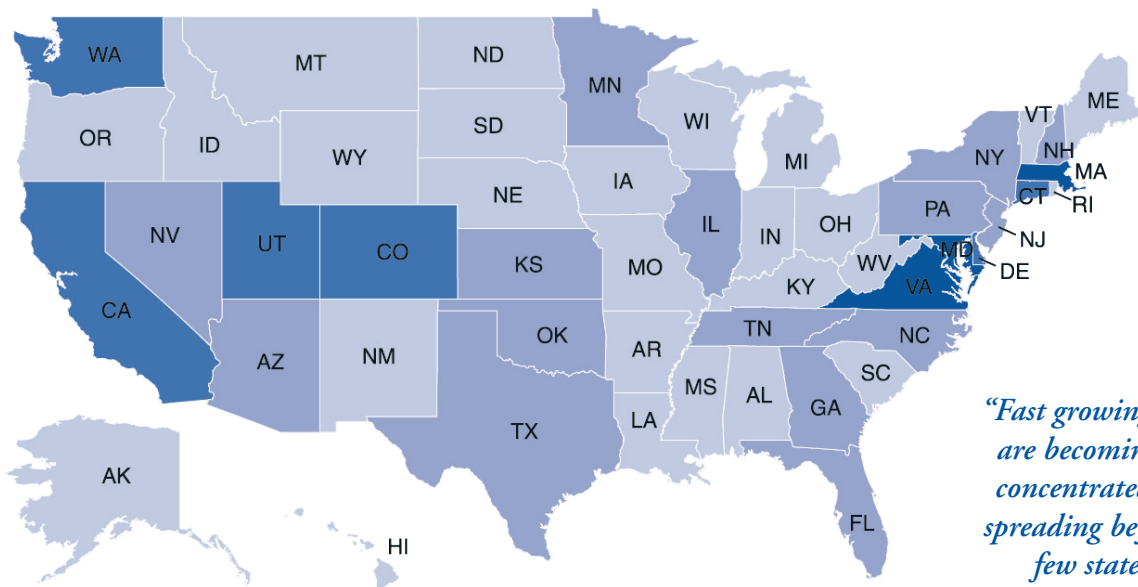 WA
MT
ND
MN
ME
VT
OR
ID
SD
WI
NY
NH
WY
MI
MA
IA
CT
RI
NE
PA
NV
UT
CO
IL
IN
OH
NJ
MD
DE
KS
MO
WV
KY
VA
CA
TN
NC
AZ
NM
OK
AR
SC
MS
AL
GA
TX
LA
AK
FL
HI
“Fast growing
are becomin
concentrated
spreading bey
few state